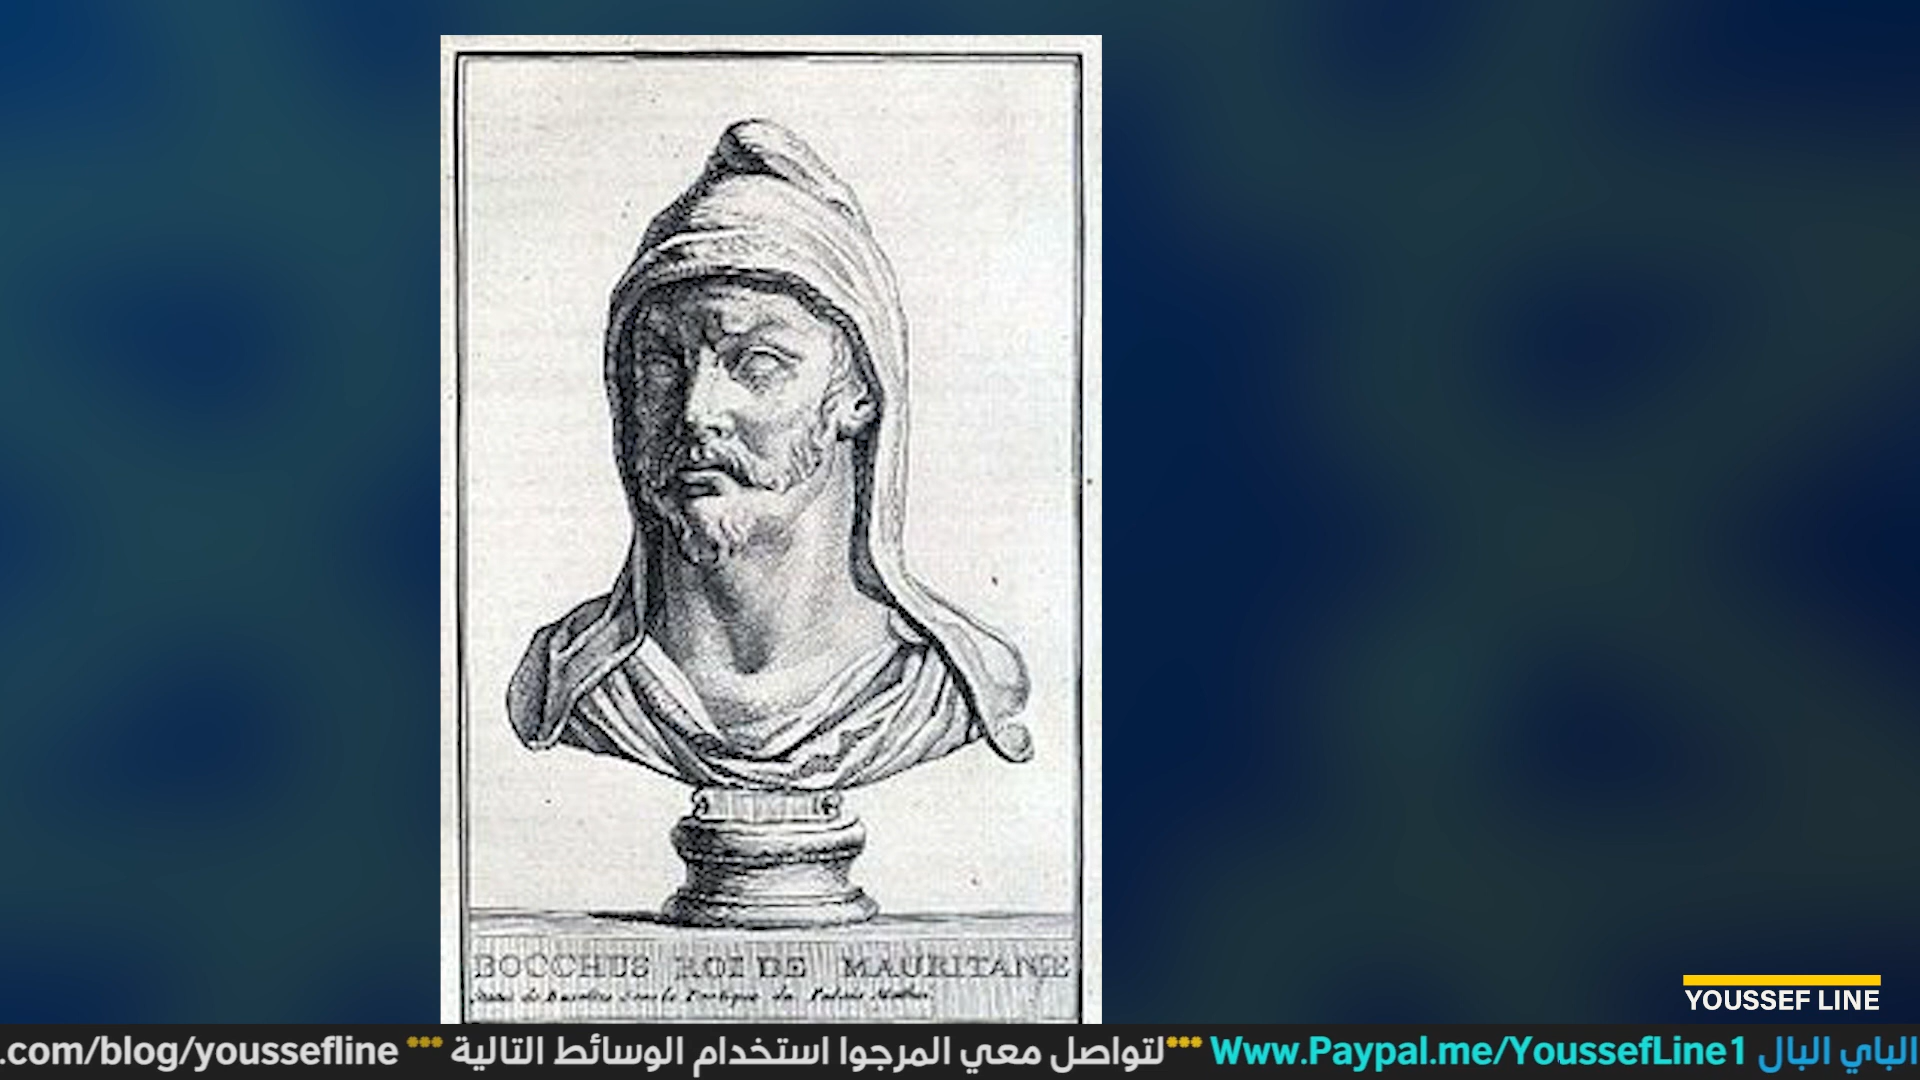 BOCCHUS ROI DE MAURITANIE
YOUSSEF LINE
.com/blog/youssefline *** لتواصل معي المرجوا استخدام الوسائط التالية*** Www.Paypal.me/YoussefLine1 الباي البال